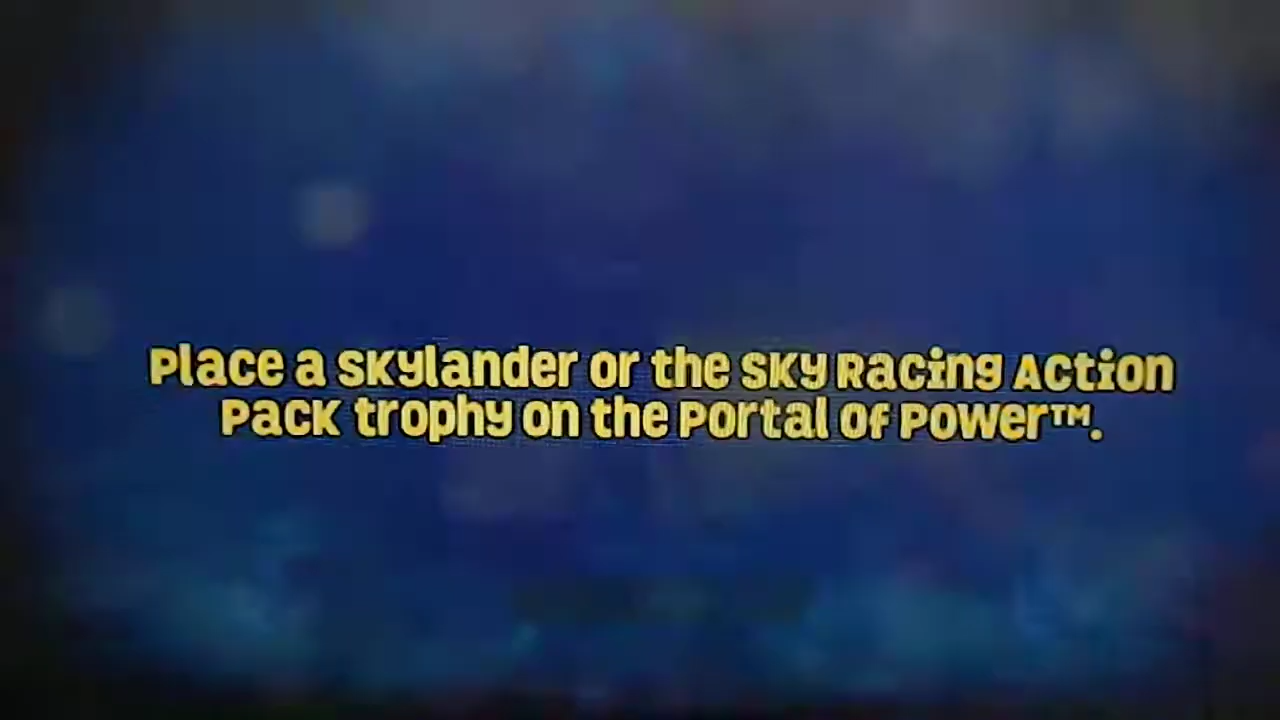 Place a Skylander or the Sky Racing Action
Pack trophy on the Portal of Power™.